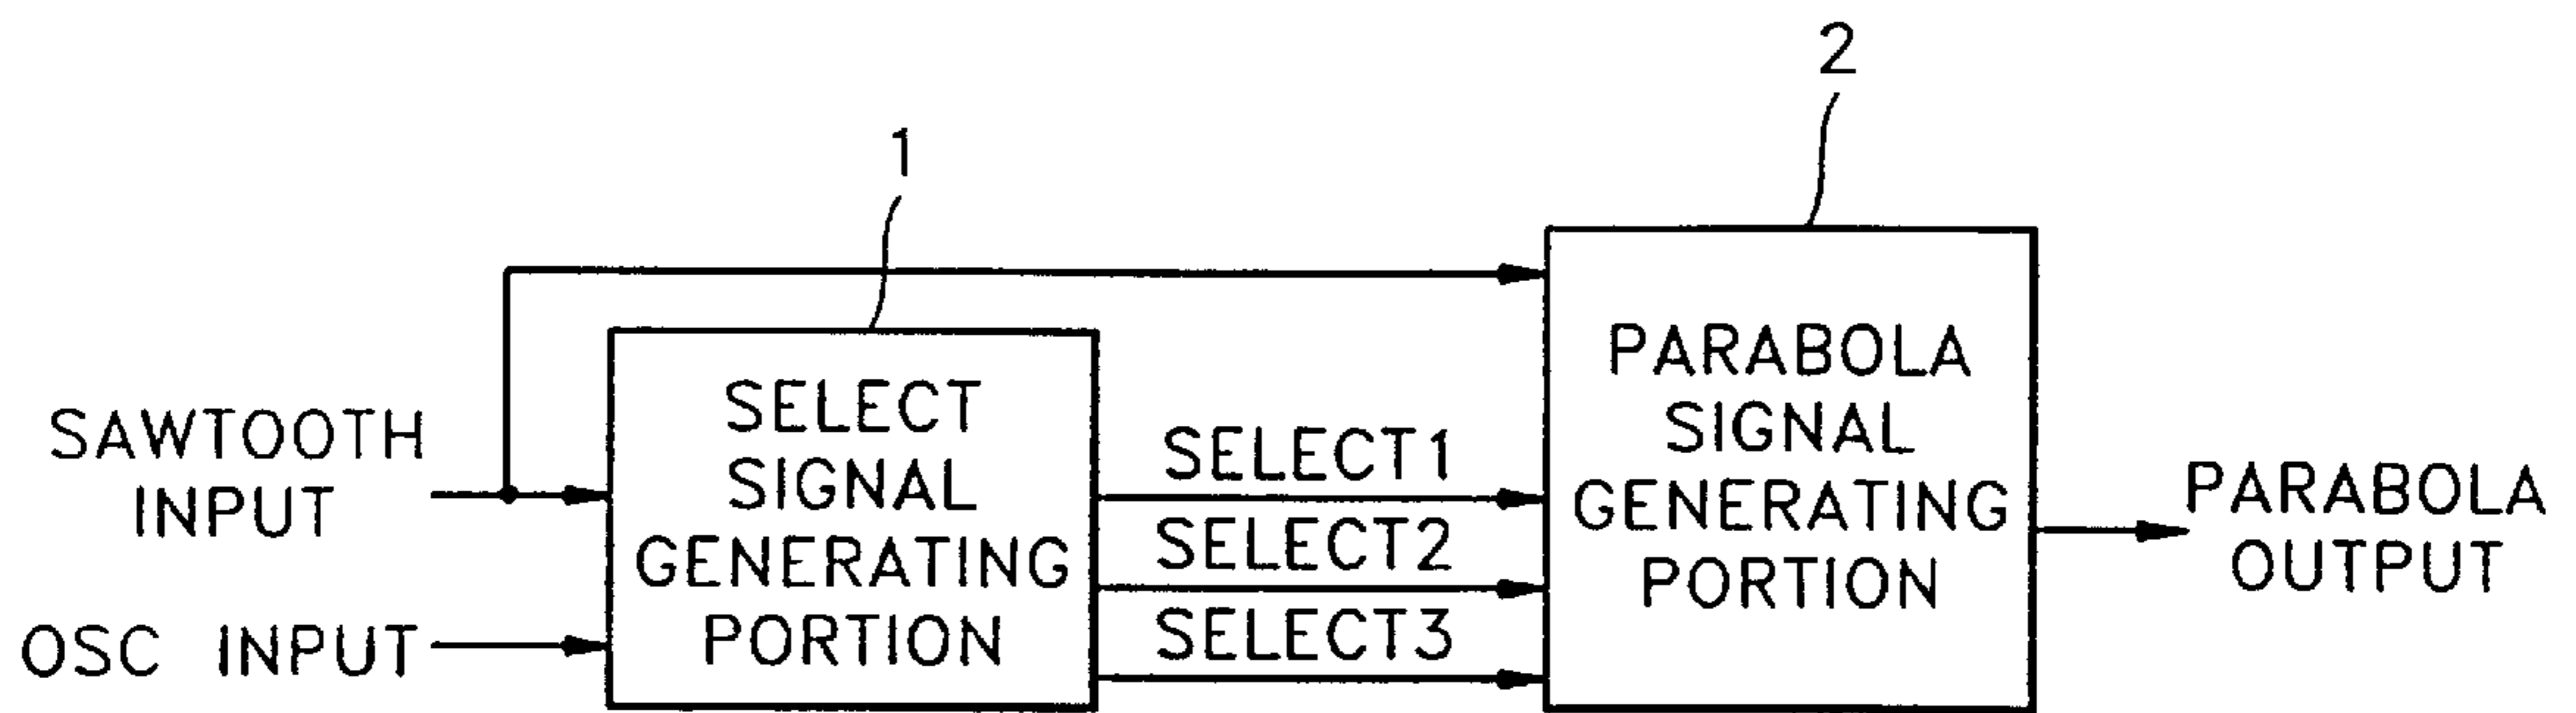 2
1
SAWTOOTH
INPUT
OSC INPUT
SELECT
SIGNAL
GENERATING
PORTION
SELECT1
SELECT2
SELECT3
PARABOLA
SIGNAL
GENERATING
PORTION
PARABOLA
OUTPUT